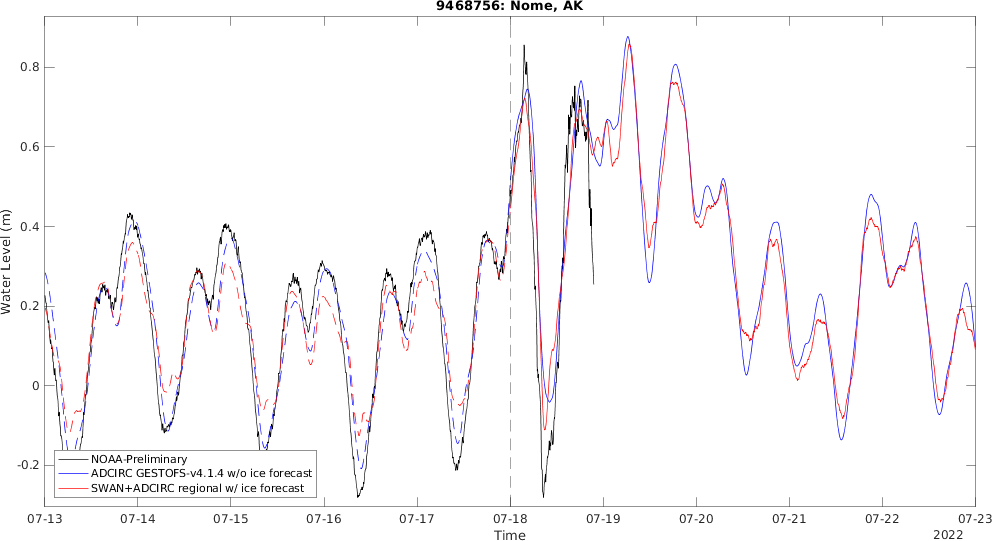 9468756: Nome, AK
Water Level (m)
0.8
0.6
0.4
0.2
0
-0.2
NOAA-Preliminary
ADCIRC GESTOFS-v4.1.4 w/o ice forecast
SWAN+ADCIRC regional w/ ice forecast
07-13 07-14 07-15 07-16 07-17 07-18 07-19 07-20 07-21 07-22 07-23
Time
2022